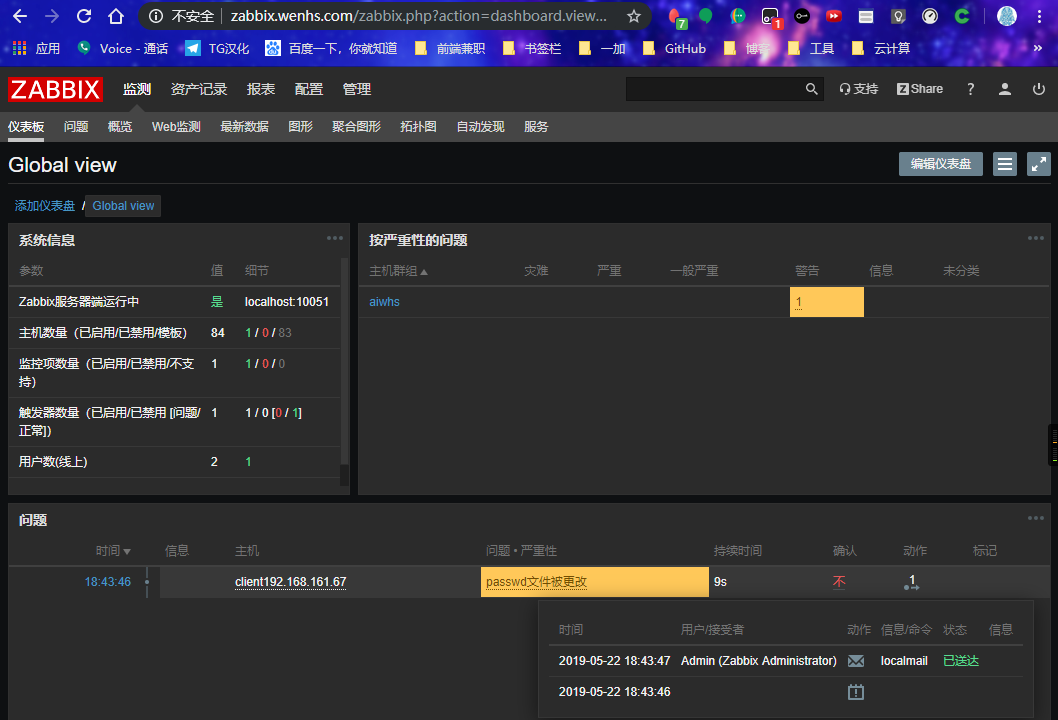 不安全 | zabbix.wenhs.com/zabbix.php?action=dashboard.view...
7
1
应用 Voice - 通话 TG汉化 百度一下，你就知道 前端兼职 书签栏 一加 GitHub 博客 工具 云计算 »
ZABBIX 监测 资产记录 报表 配置 管理 支持 Z Share ?
仪表板 问题 概览 Web监测 最新数据 图形 聚合图形 拓扑图 自动发现 服务
Global view 编辑仪表盘
添加仪表盘 / Global view
系统信息
参数 值 细节
Zabbix服务器端运行中 是 localhost:10051
主机数量（已启用/已禁用/模板） 84 1 / 0 / 83
监控项数量（已启用/已禁用/不支持） 1 1 / 0 / 0
触发器数量（已启用/已禁用 [问题/正常]） 1 1 / 0 [0 / 1]
用户数(线上) 2 1
按严重性的问题
主机群组 灾难 严重 一般严重 警告 信息 未分类
aiwhs 1
问题
时间 信息 主机 问题 • 严重性 持续时间 确认 动作 标记
18:43:46 client192.168.161.67 passwd文件被更改 9s 不 1
时间 用户/接受者 动作 信息/命令 状态 信息
2019-05-22 18:43:47 Admin (Zabbix Administrator) localmail 已送达
2019-05-22 18:43:46